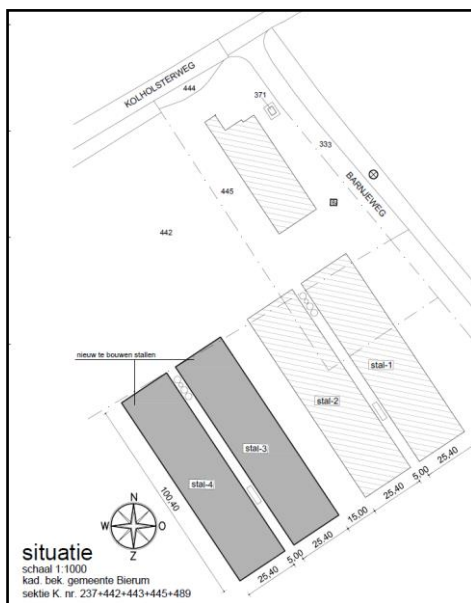 KOLHOLSTERWEG
444
371
333
BARNJEWEG
445
442
nieuw te bouwen stallen
stal-1
stal-2
stal-3
stal-4
100,40
25,40
5,00
25,40
15,00
25,40
5,00
25,40
N
W O
Z
situatie
schaal 1:1000
kad. bek. gemeente Bierum
sektie K. nr. 237+442+443+445+489